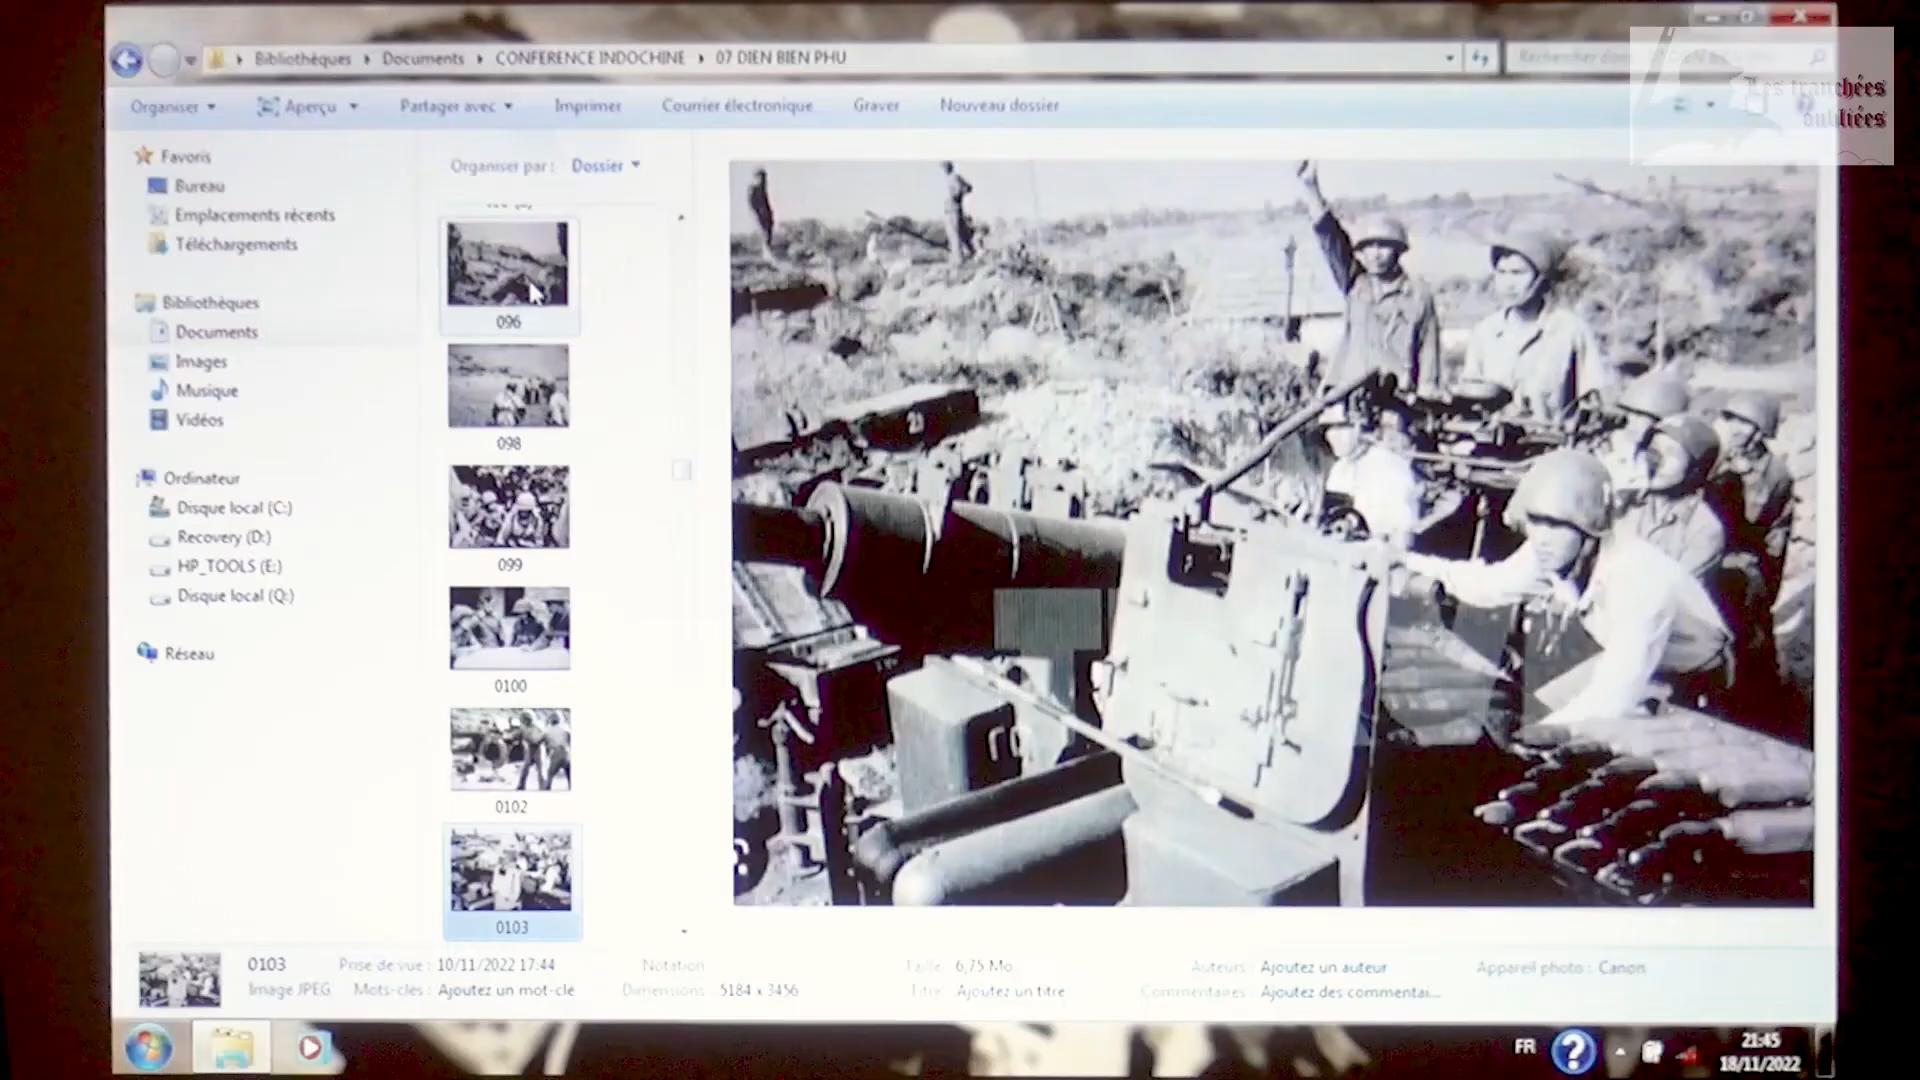 Bibliothèques ▸ Documents ▸ CONFERENCE INDOCHINE ▸ 07 DIEN BIEN PHU
Les tranchées
oubliées
Organiser Aperçu Partager avec Imprimer Courrier électronique Graver Nouveau dossier
Favoris
Bureau
Emplacements récents
Téléchargements
Bibliothèques
Documents
Images
Musique
Vidéos
Ordinateur
Disque local (C:)
Recovery (D:)
HP_TOOLS (E:)
Disque local (Q:)
Réseau
Organiser par : Dossier
096
098
099
0100
0102
0103
0103 Prise de vue : 10/11/2022 17:44 Notation Taille 6,75 Mo Auteurs : Ajoutez un auteur Appareil photo : Canon
Image JPEG Mots-clés : Ajoutez un mot-clé Dimensions 5184 x 3456 Titre Ajoutez un titre Commentaires : Ajoutez des commentai...
FR
21:45
18/11/2022